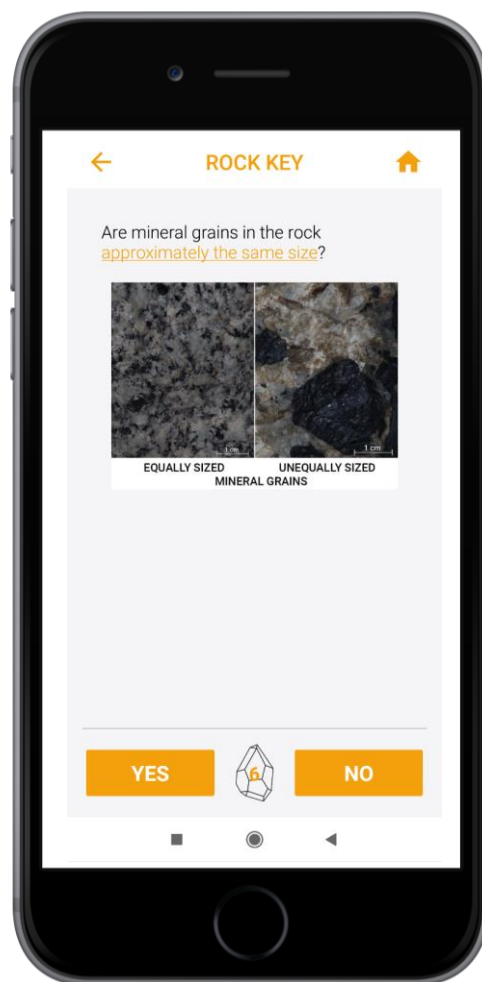 ROCK KEY
Are mineral grains in the rock
approximately the same size?
1 cm
1 cm
EQUALLY SIZED UNEQUALLY SIZED
MINERAL GRAINS
YES 6 NO